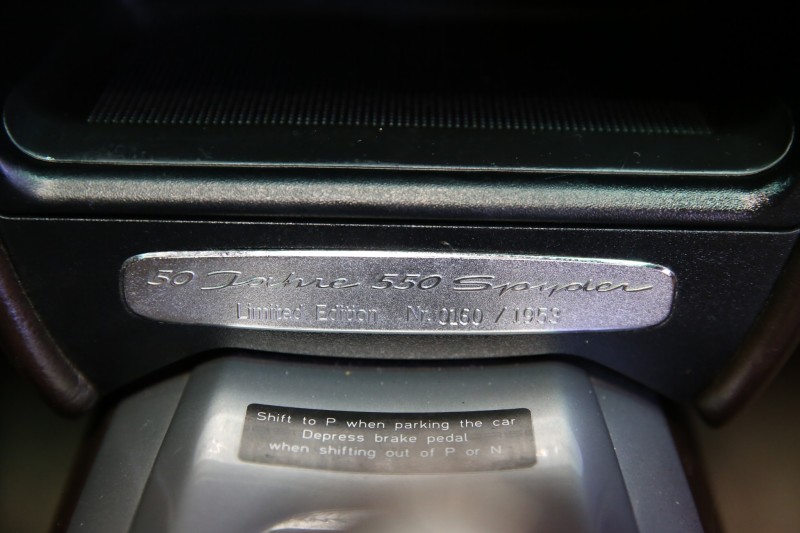 50 Jahre 550 Spyder
Limited Edition Nr. 0160 / 1953
Shift to P when parking the car
Depress brake pedal
when shifting out of P or N